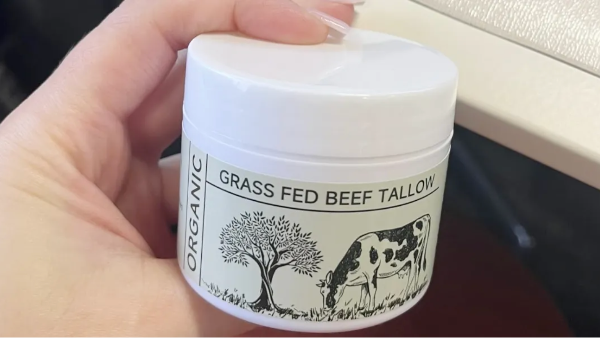 ORGANIC
GRASS FED BEEF TALLOW